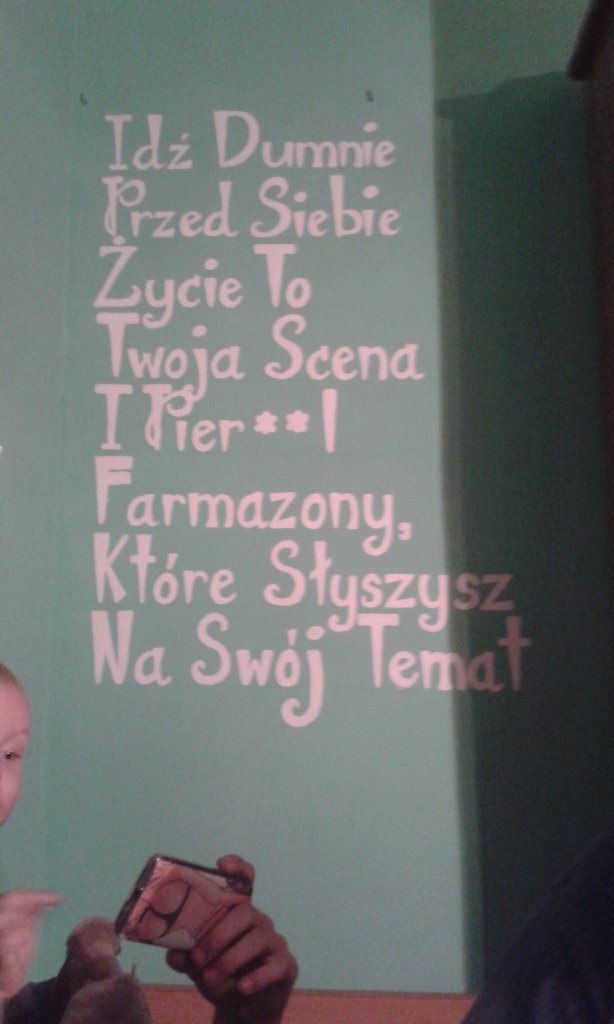 Idź Dumnie
Przed Siebie
Życie To
Twoja Scena
I Pier**l
Farmazony,
Które Słyszysz
Na Swój Temat